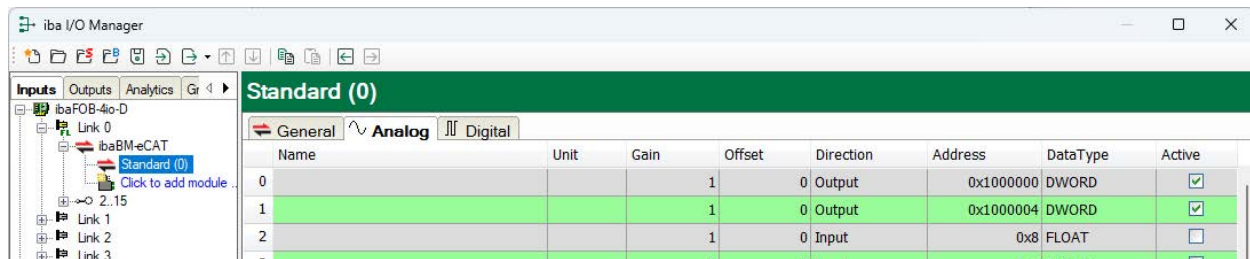 iba I/O Manager
Inputs Outputs Analytics Gr
ibaFOB-4io-D
Link 0
ibaBM-eCAT
Standard (0)
Click to add module ..
2..15
Link 1
Link 2
Link 3
Standard (0)
General Analog Digital
Name Unit Gain Offset Direction Address DataType Active
0 1 0 Output 0x1000000 DWORD
1 1 0 Output 0x1000004 DWORD
2 1 0 Input 0x8 FLOAT